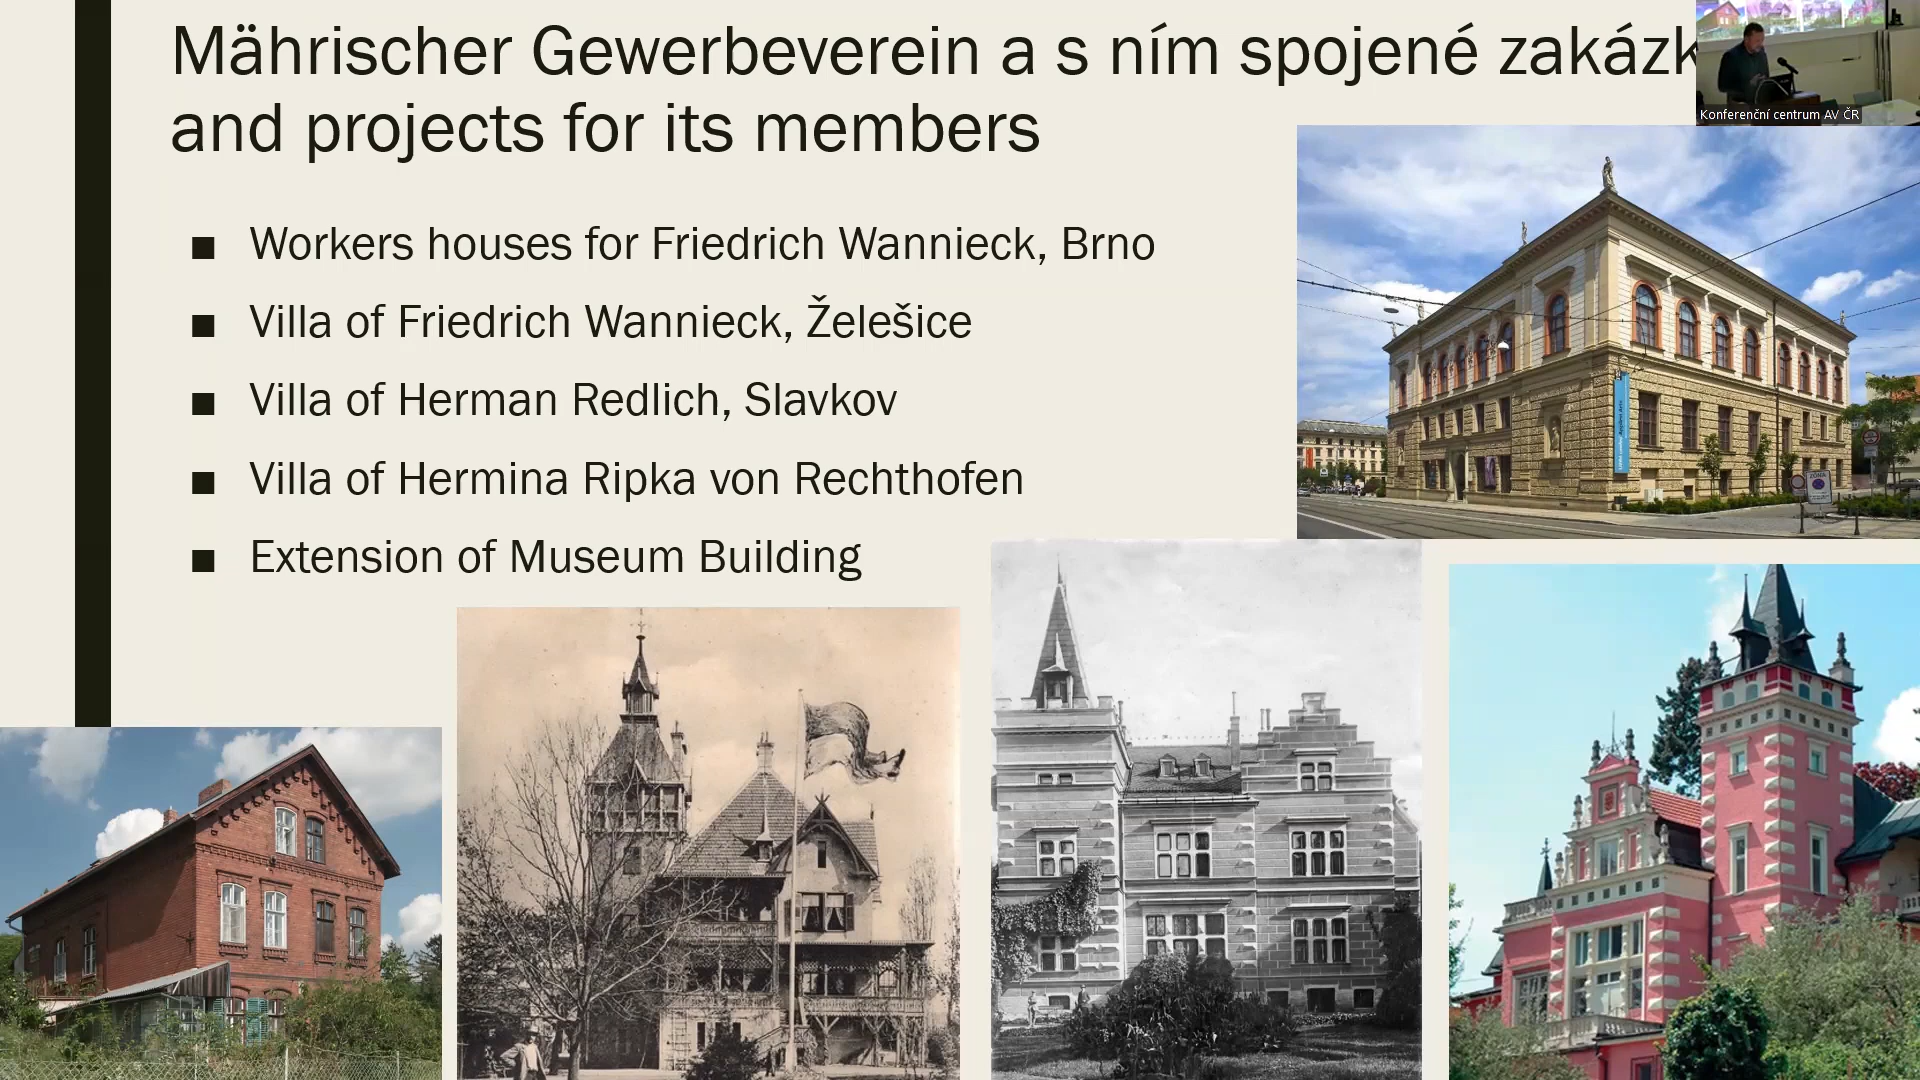 Mährischer Gewerbeverein a s ním spojené zakázk
and projects for its members
Konferenční centrum AV ČR
■ Workers houses for Friedrich Wannieck, Brno
■ Villa of Friedrich Wannieck, Želešice
■ Villa of Herman Redlich, Slavkov
■ Villa of Hermina Ripka von Rechthofen
■ Extension of Museum Building
ZÓNA